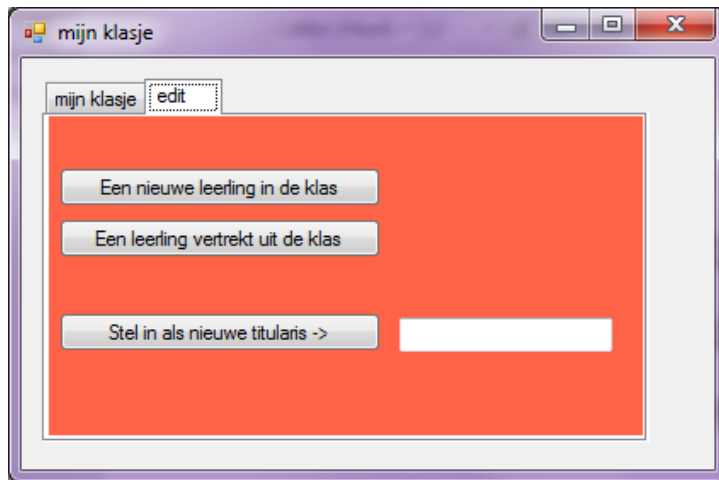 mijn klasje
mijn klasje edit
Een nieuwe leerling in de klas
Een leerling vertrekt uit de klas
Stel in als nieuwe titularis ->